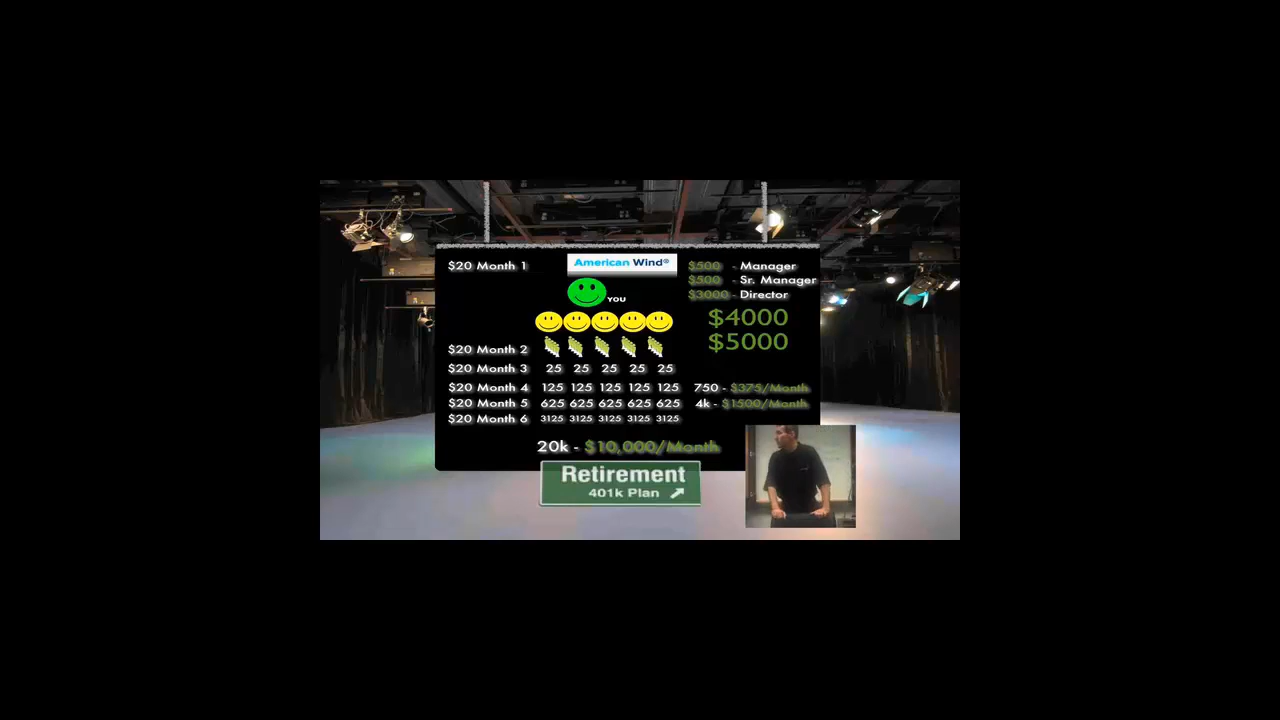 $20 Month 1
American Wind®
$500 - Manager
$500 - Sr. Manager
$3000 - Director
YOU
$4000
$5000
$20 Month 2
$20 Month 3 25 25 25 25 25
$20 Month 4 125 125 125 125 125 750 - $375/Month
$20 Month 5 625 625 625 625 625 4k - $1500/Month
$20 Month 6 3125 3125 3125 3125 3125
20k - $10,000/Month
Retirement
401k Plan